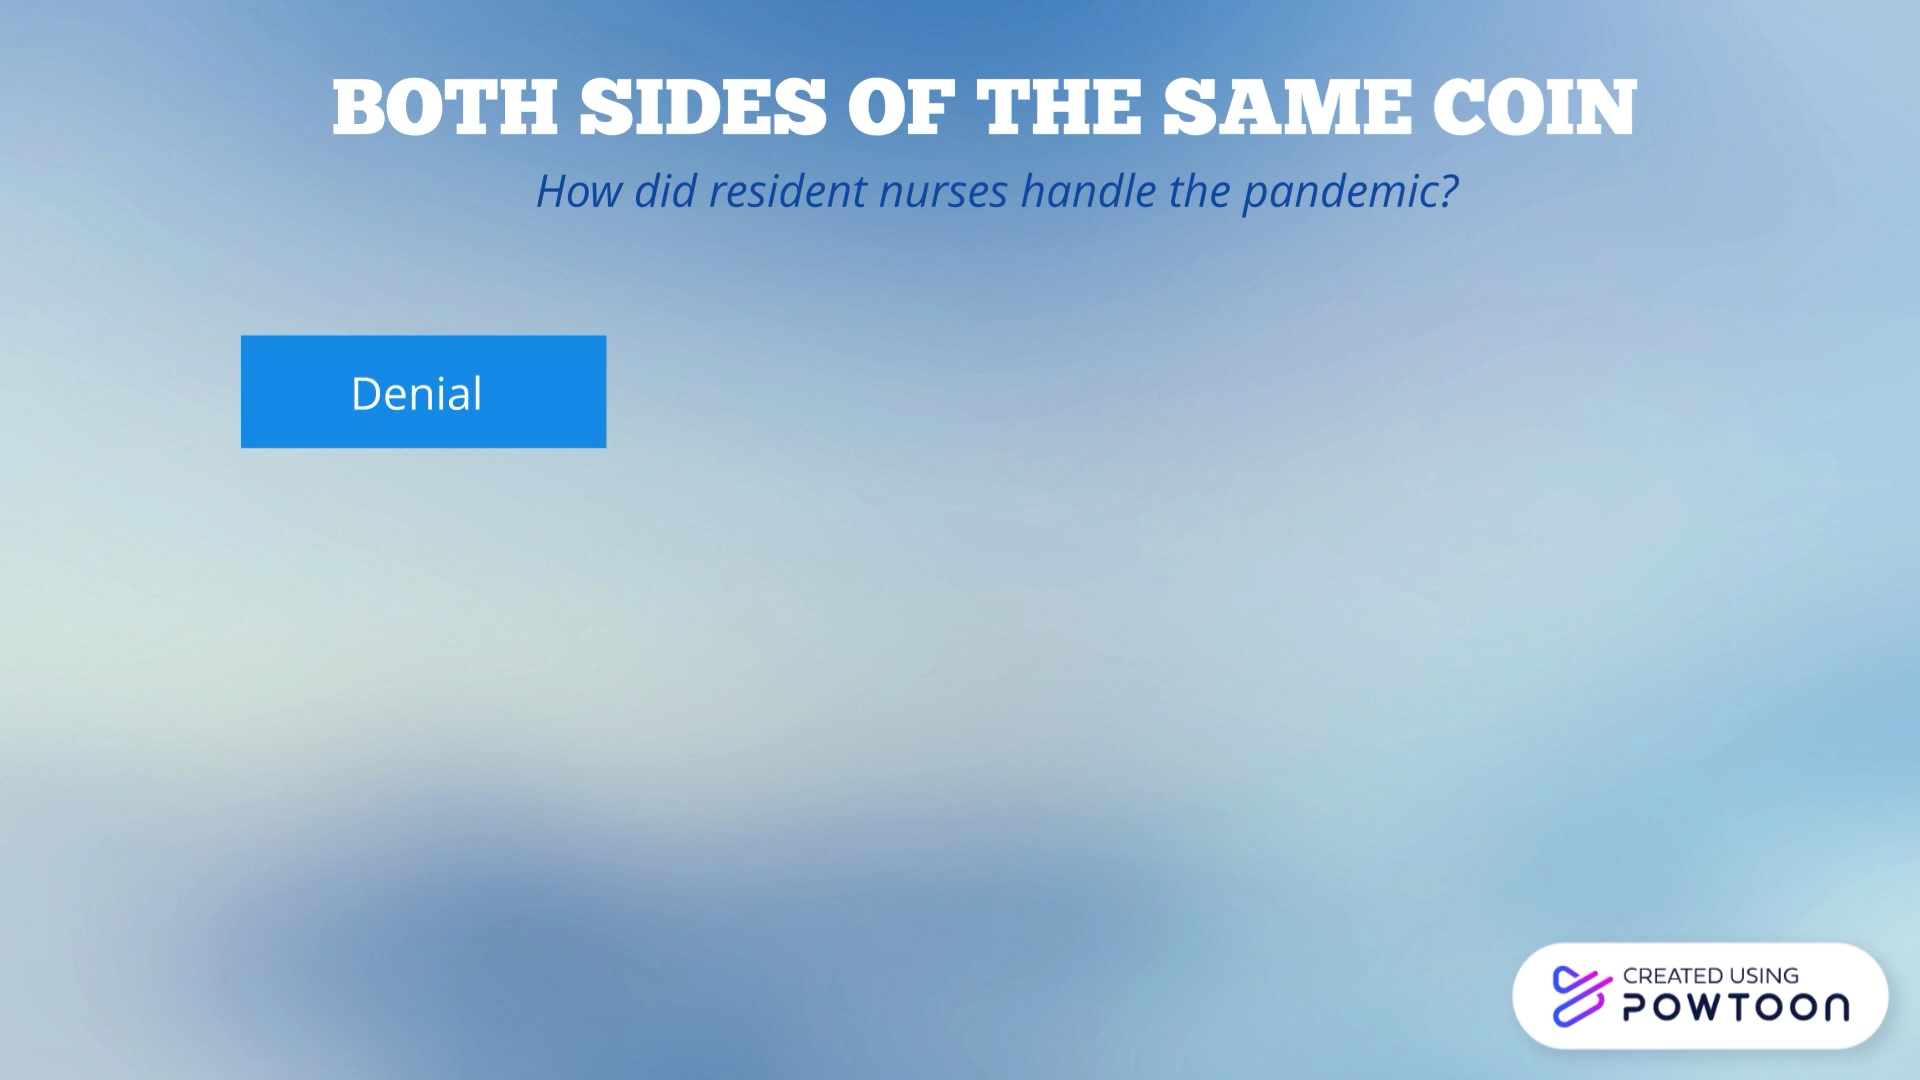 BOTH SIDES OF THE SAME COIN
How did resident nurses handle the pandemic?
Denial
CREATED USING
POWTOON